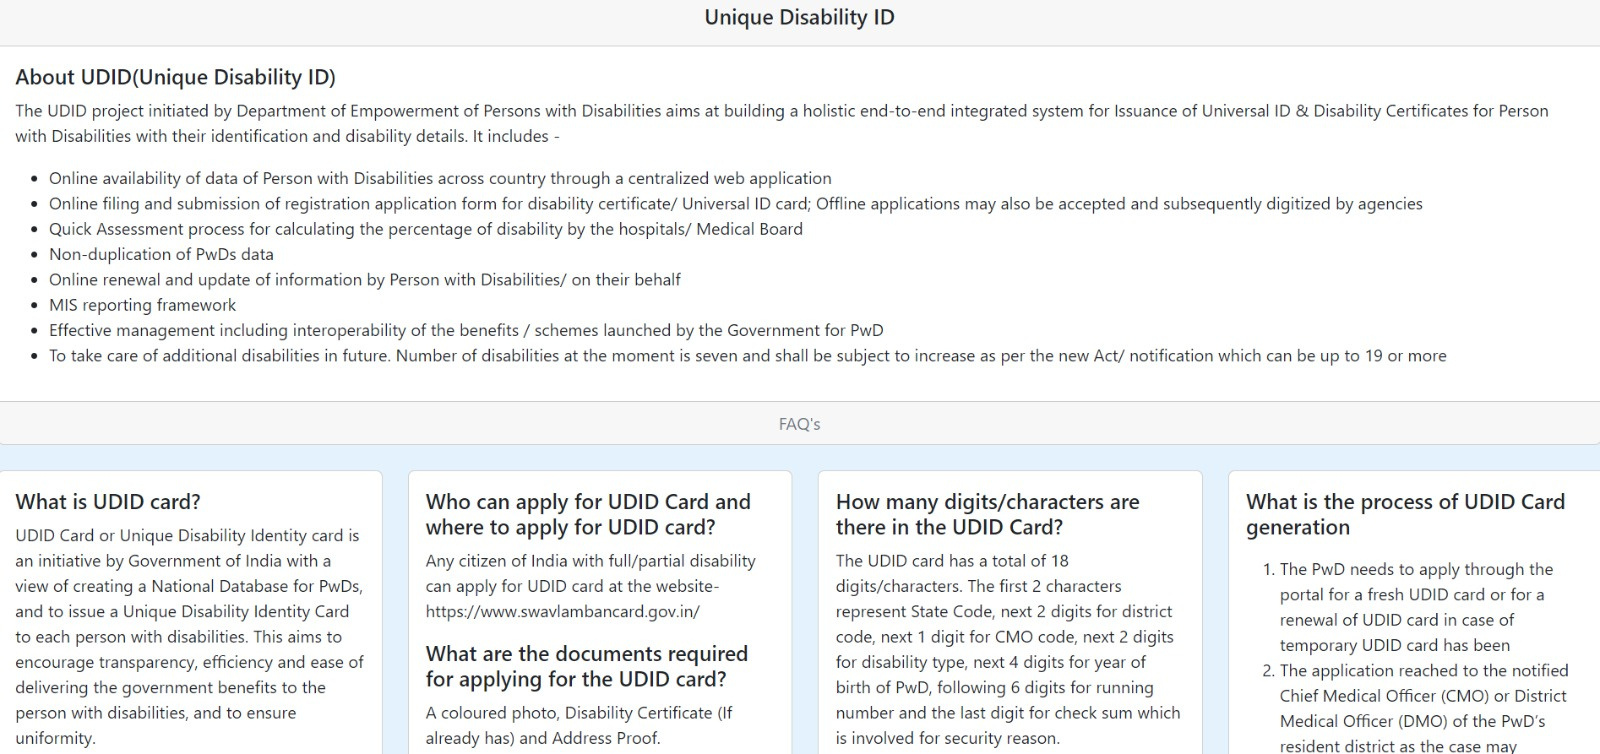 Unique Disability ID
About UDID(Unique Disability ID)
The UDID project initiated by Department of Empowerment of Persons with Disabilities aims at building a holistic end-to-end integrated system for Issuance of Universal ID & Disability Certificates for Person
with Disabilities with their identification and disability details. It includes -
• Online availability of data of Person with Disabilities across country through a centralized web application
• Online filing and submission of registration application form for disability certificate/ Universal ID card; Offline applications may also be accepted and subsequently digitized by agencies
• Quick Assessment process for calculating the percentage of disability by the hospitals/ Medical Board
• Non-duplication of PwDs data
• Online renewal and update of information by Person with Disabilities/ on their behalf
• MIS reporting framework
• Effective management including interoperability of the benefits / schemes launched by the Government for PwD
• To take care of additional disabilities in future. Number of disabilities at the moment is seven and shall be subject to increase as per the new Act/ notification which can be up to 19 or more
FAQ's
What is UDID card?
UDID Card or Unique Disability Identity card is
an initiative by Government of India with a
view of creating a National Database for PwDs,
and to issue a Unique Disability Identity Card
to each person with disabilities. This aims to
encourage transparency, efficiency and ease of
delivering the government benefits to the
person with disabilities, and to ensure
uniformity.
Who can apply for UDID Card and
where to apply for UDID card?
Any citizen of India with full/partial disability
can apply for UDID card at the website-
https://www.swavlambancard.gov.in/
What are the documents required
for applying for the UDID card?
A coloured photo, Disability Certificate (If
already has) and Address Proof.
How many digits/characters are
there in the UDID Card?
The UDID card has a total of 18
digits/characters. The first 2 characters
represent State Code, next 2 digits for district
code, next 1 digit for CMO code, next 2 digits
for disability type, next 4 digits for year of
birth of PwD, following 6 digits for running
number and the last digit for check sum which
is involved for security reason.
What is the process of UDID Card
generation
1. The PwD needs to apply through the
portal for a fresh UDID card or for a
renewal of UDID card in case of
temporary UDID card has been
2. The application reached to the notified
Chief Medical Officer (CMO) or District
Medical Officer (DMO) of the PwD's
resident district as the case may